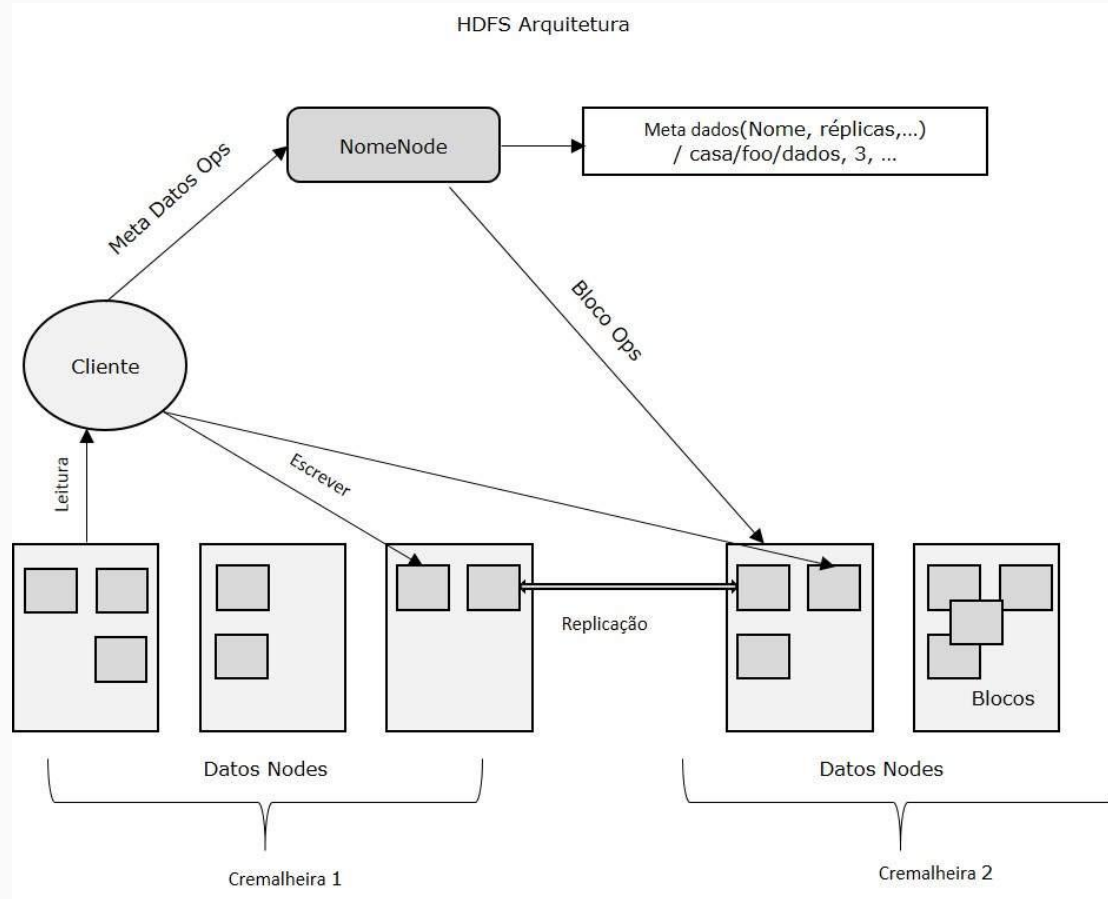 HDFS Arquitetura
NomeNode
Meta dados(Nome, réplicas,...)
/ casa/foo/dados, 3, ...
Meta Datos Ops
Bloco Ops
Cliente
Leitura
Escrever
Replicação
Blocos
Datos Nodes
Datos Nodes
Cremalheira 1
Cremalheira 2